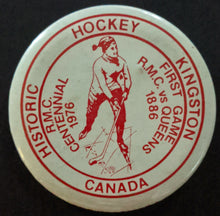 HISTORIC HOCKEY KINGSTON
CANADA
R.M.C.
CENTENNIAL
1976
FIRST GAME
R.M.C. vs QUEENS
1886